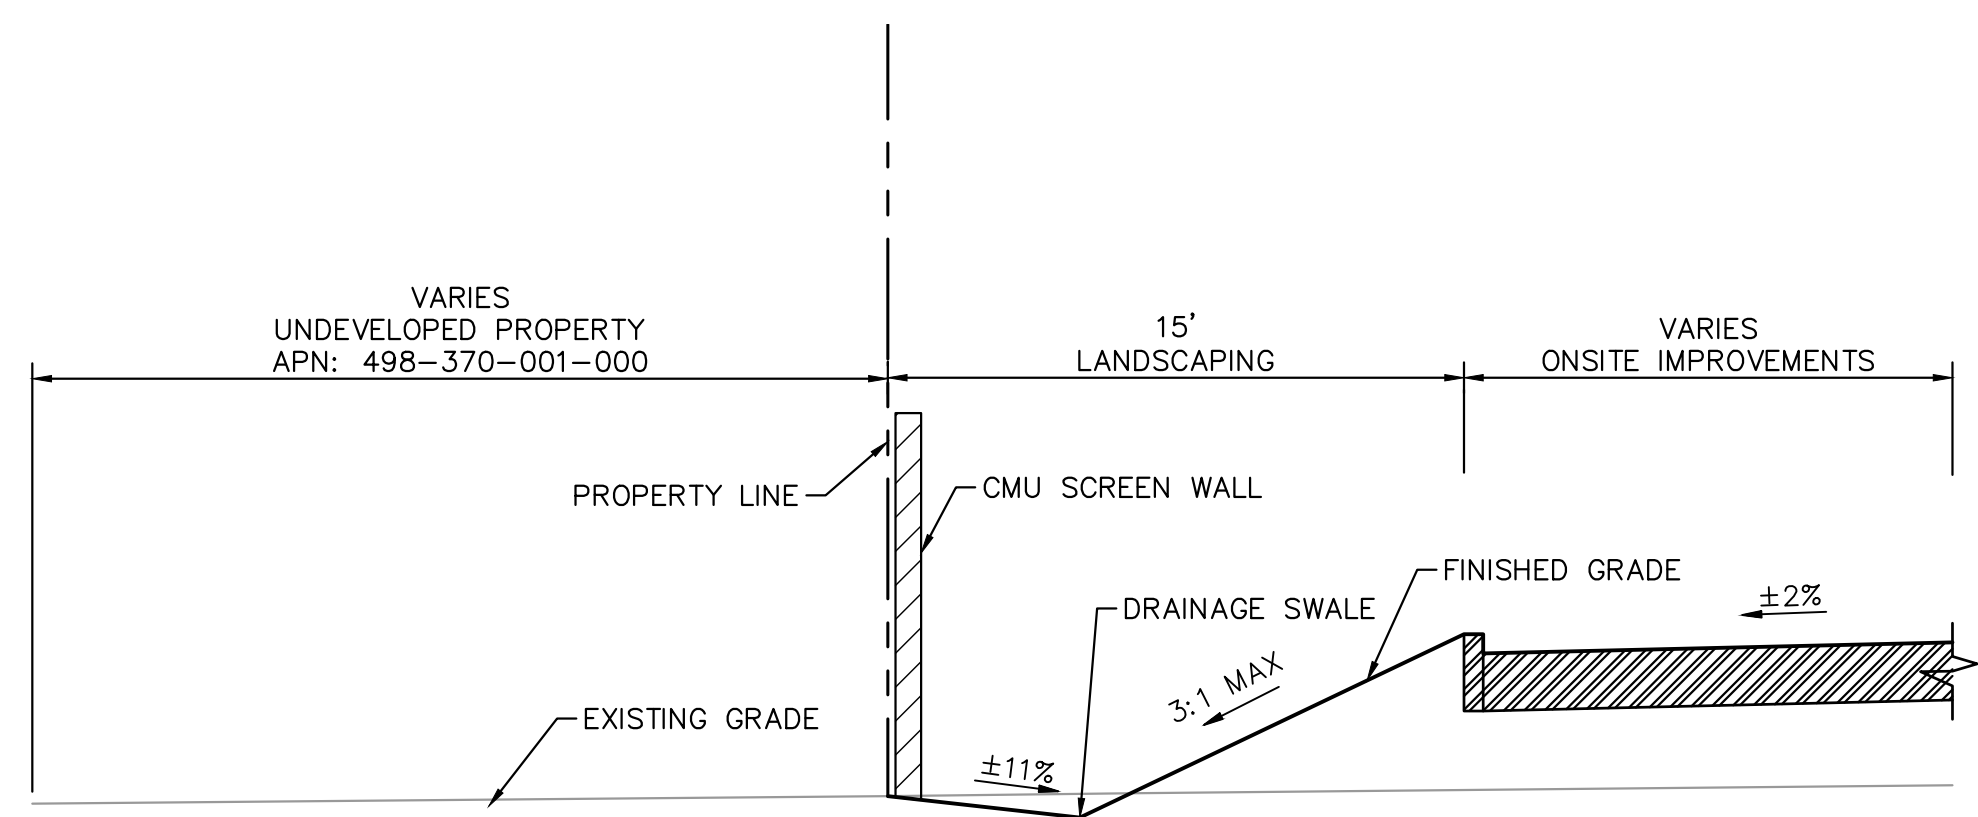 VARIES
UNDEVELOPED PROPERTY
APN: 498-370-001-000
15'
LANDSCAPING
VARIES
ONSITE IMPROVEMENTS
PROPERTY LINE
CMU SCREEN WALL
FINISHED GRADE
DRAINAGE SWALE
±2%
3:1 MAX
EXISTING GRADE
±11%